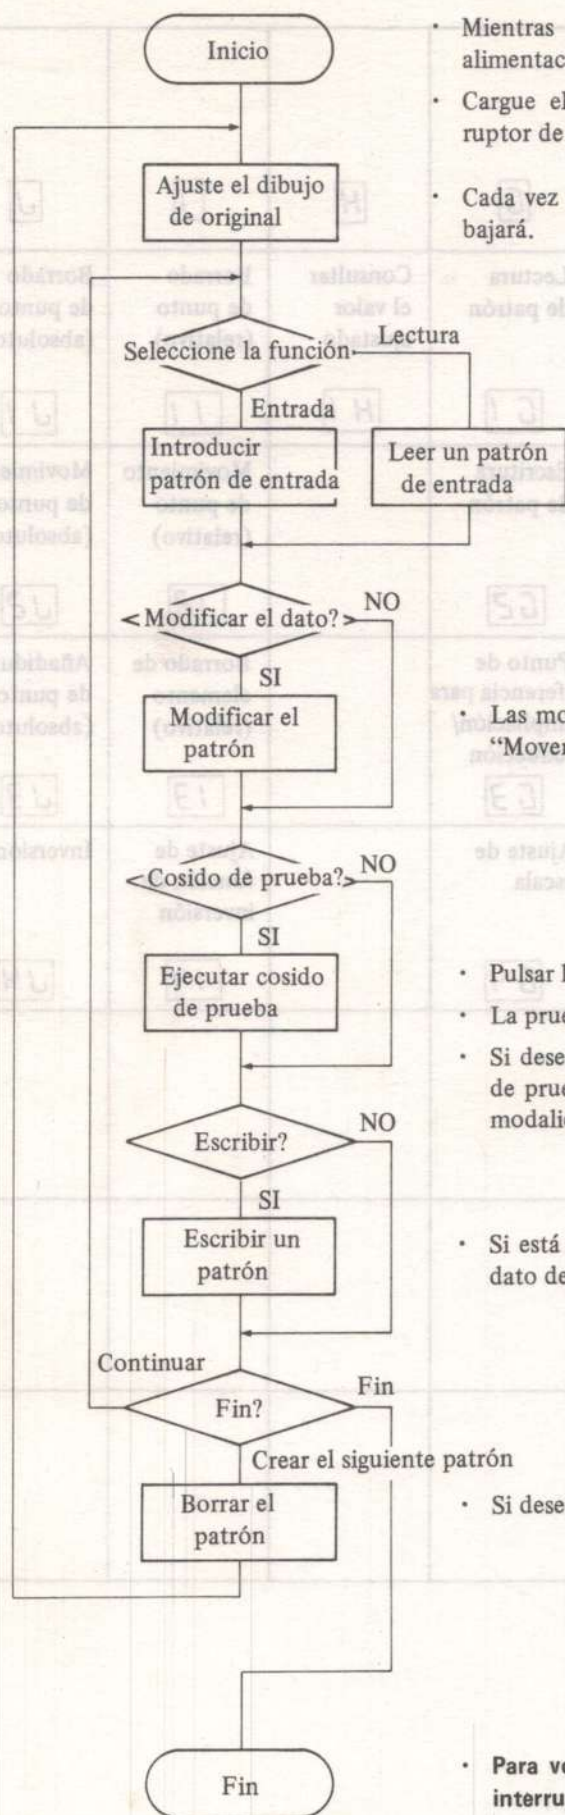 Inicio
Ajuste el dibujo
de original
Seleccione la función
Lectura
Entrada
Introducir
patrón de entrada
Leer un patrón
de entrada
<Modificar el dato?>
NO
SI
Modificar el
patrón
<Cosido de prueba?>
NO
SI
Ejecutar cosido
de prueba
Escribir?
NO
SI
Escribir un
patrón
Continuar
Fin?
Fin
Crear el siguiente patrón
Borrar el
patrón
Fin
· Mientras
alimentac
· Cargue el
ruptor de
· Cada vez
bajará.
· Las mo
“Mover
· Pulsar
· La prue
· Si dese
de prue
modali
· Si está
dato de
· Si dese
· Para ve
interru